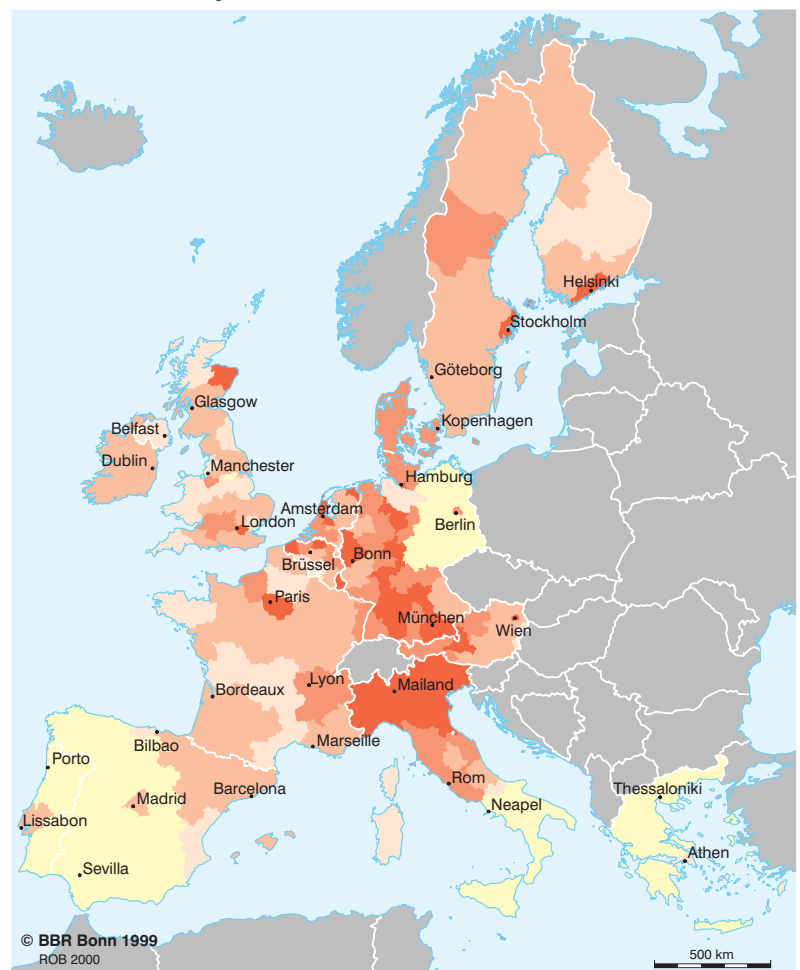 Helsinki
Stockholm
Göteborg
Glasgow
Kopenhagen
Belfast
Dublin
Manchester
Hamburg
Amsterdam
London
Berlin
Bonn
Brüssel
Paris
München
Wien
Lyon
Mailand
Bordeaux
Marseille
Bilbao
Porto
Rom
Barcelona
Thessaloniki
Madrid
Neapel
Lissabon
Athen
Sevilla
© BBR Bonn 1999
ROB 2000
500 km